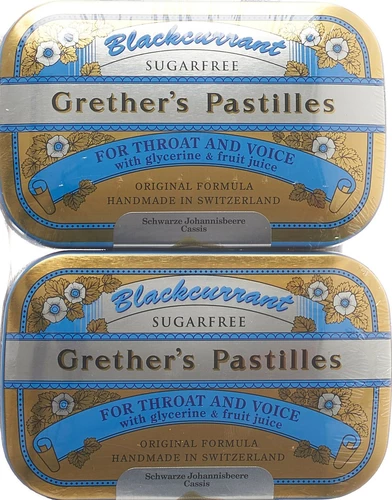 Blackcurrant
SUGARFREE
Grether's Pastilles
FOR THROAT AND VOICE
with glycerine & fruit juice
ORIGINAL FORMULA
HANDMADE IN SWITZERLAND
Schwarze Johannisbeere
Cassis
Blackcurrant
SUGARFREE
Grether's Pastilles
FOR THROAT AND VOICE
with glycerine & fruit juice
ORIGINAL FORMULA
HANDMADE IN SWITZERLAND
Schwarze Johannisbeere
Cassis